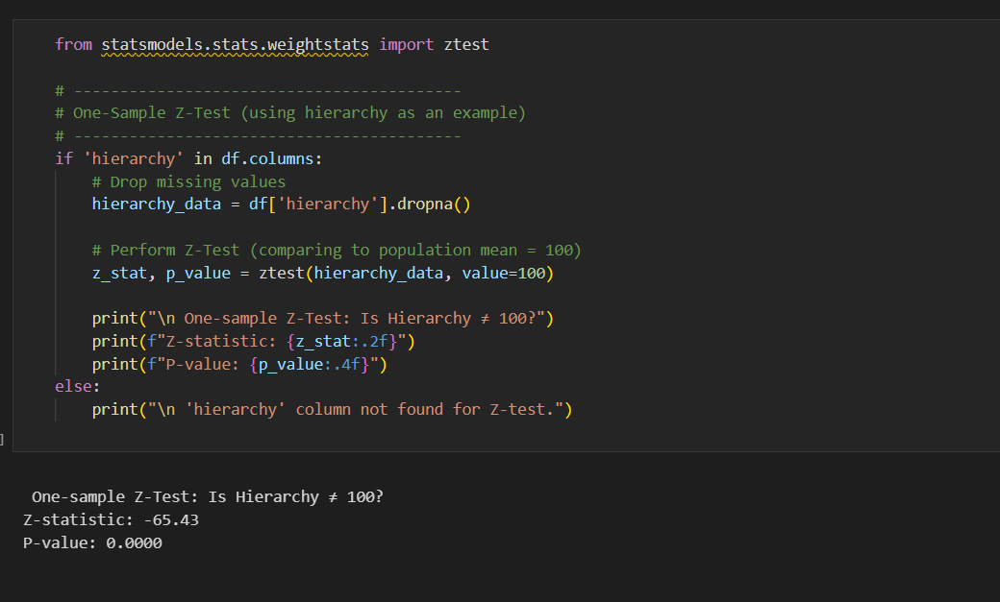 from statsmodels.stats.weightstats import ztest
# ------------------------------------------
# One-Sample Z-Test (using hierarchy as an example)
# ------------------------------------------
if 'hierarchy' in df.columns:
    # Drop missing values
    hierarchy_data = df['hierarchy'].dropna()
    # Perform Z-Test (comparing to population mean = 100)
    z_stat, p_value = ztest(hierarchy_data, value=100)
    print("\n One-sample Z-Test: Is Hierarchy ≠ 100?")
    print(f"Z-statistic: {z_stat:.2f}")
    print(f"P-value: {p_value:.4f}")
else:
    print("\n 'hierarchy' column not found for Z-test.")
]
 One-sample Z-Test: Is Hierarchy ≠ 100?
Z-statistic: -65.43
P-value: 0.0000